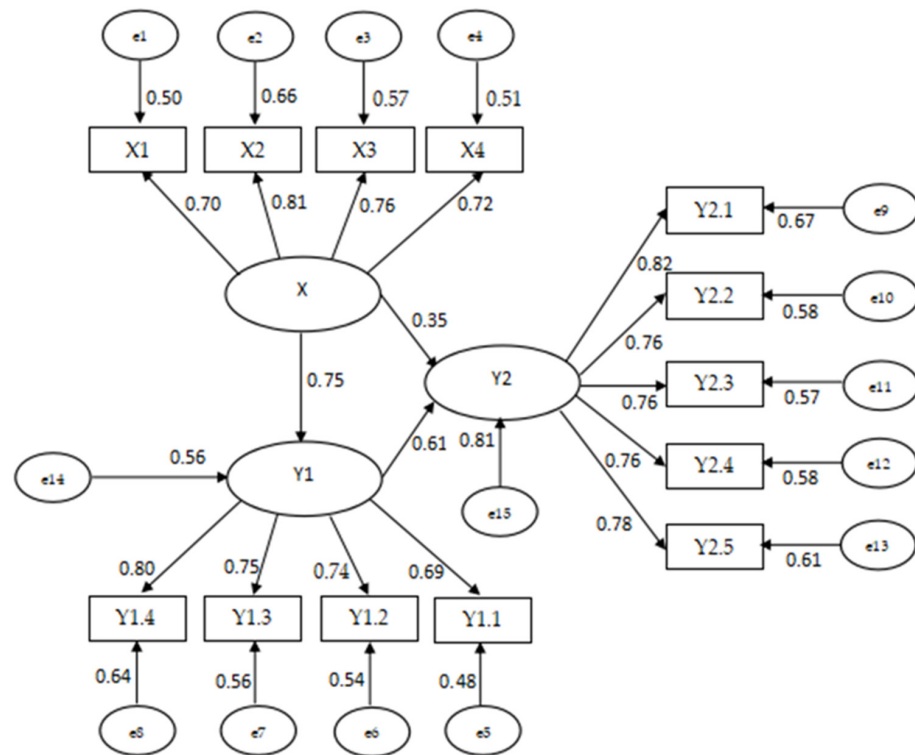 e1 e2 e3 e4
0.50 0.66 0.57 0.51
X1 X2 X3 X4
0.70 0.81 0.76 0.72
Y2.1 0.67 e9
0.82
X
Y2.2 0.58 e10
0.35 0.76
Y2
Y2.3 0.57 e11
0.75 0.76
0.61 0.81
Y2.4 0.58 e12
0.76
e14 0.56 Y1
e15
0.78
Y2.5 0.61 e13
0.80 0.75 0.74 0.69
Y1.4 Y1.3 Y1.2 Y1.1
0.64 0.56 0.54 0.48
e8 e7 e6 e5